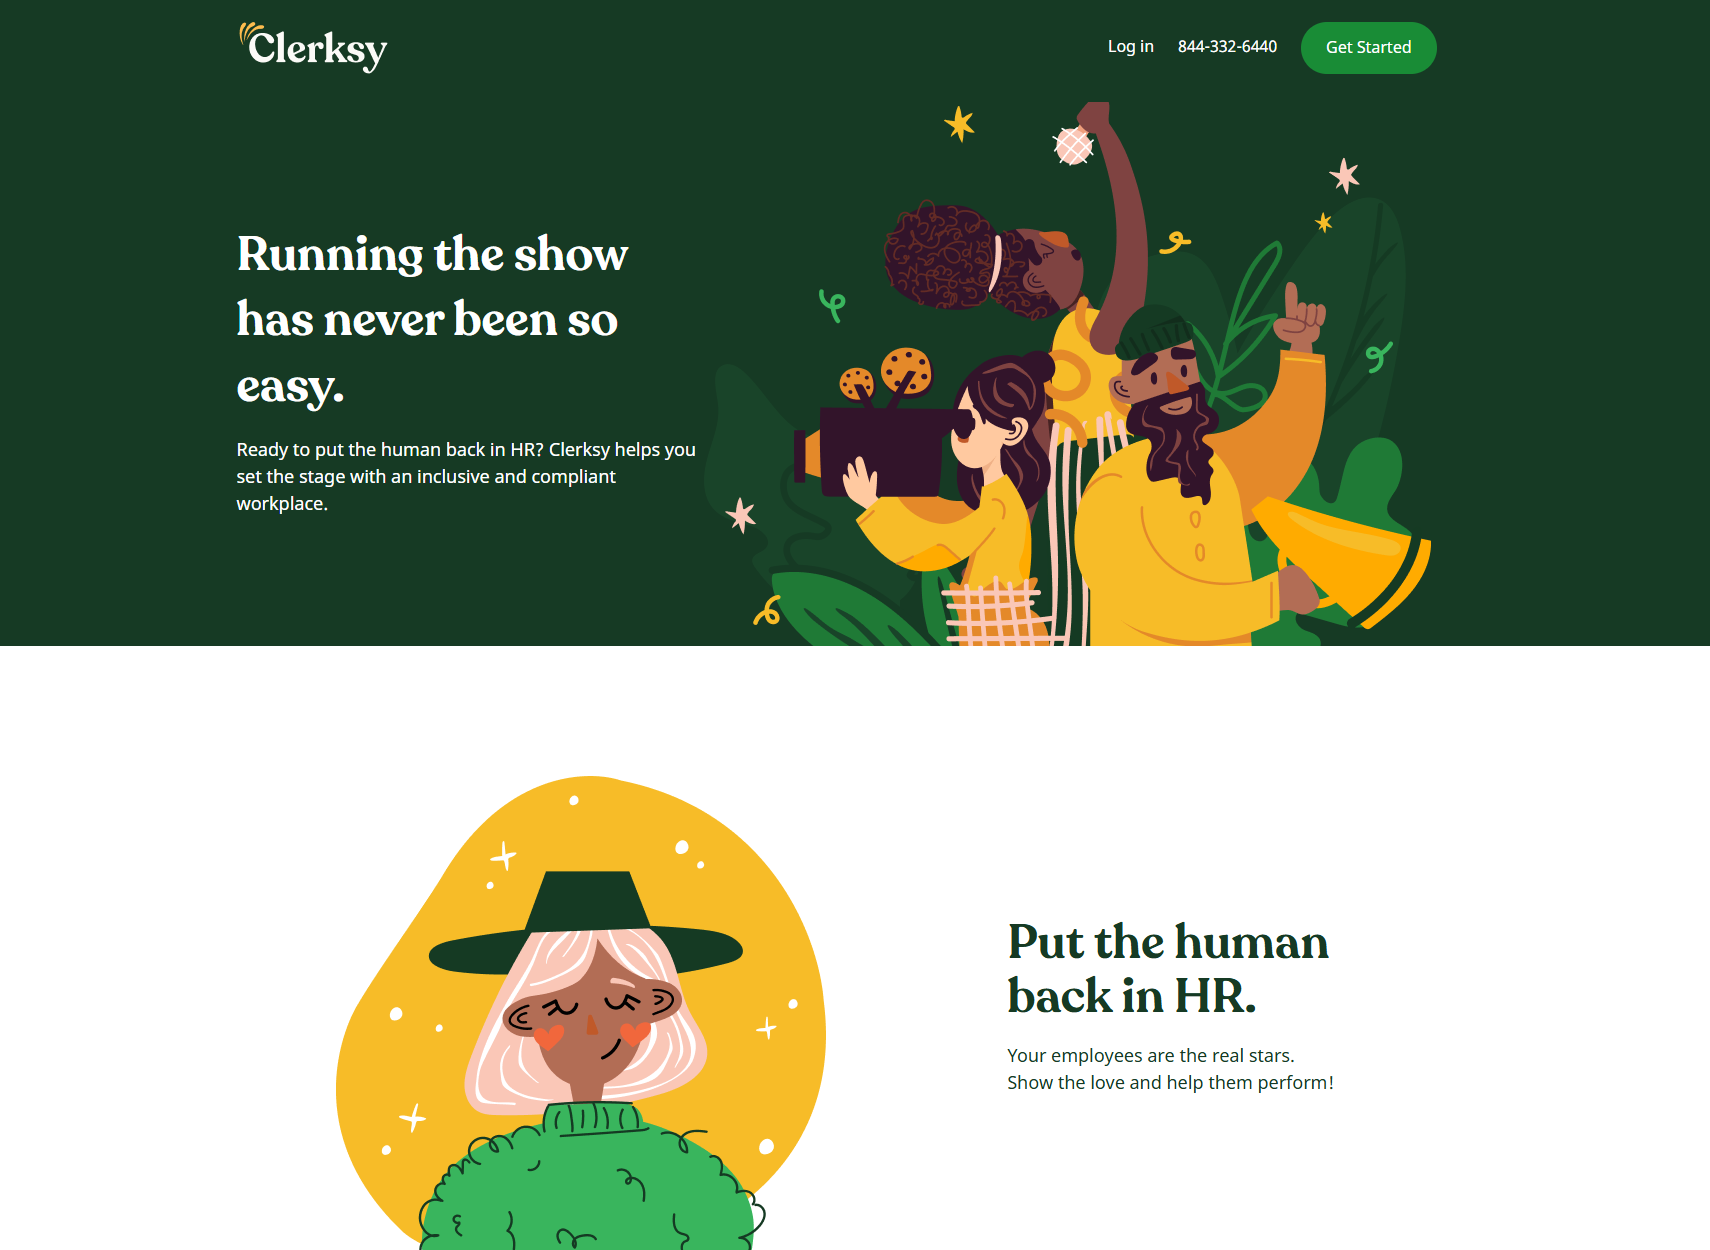 Clerksy
Log in
844-332-6440
Get Started
Running the show
has never been so
easy.
Ready to put the human back in HR? Clerksy helps you
set the stage with an inclusive and compliant
workplace.
Put the human
back in HR.
Your employees are the real stars.
Show the love and help them perform!